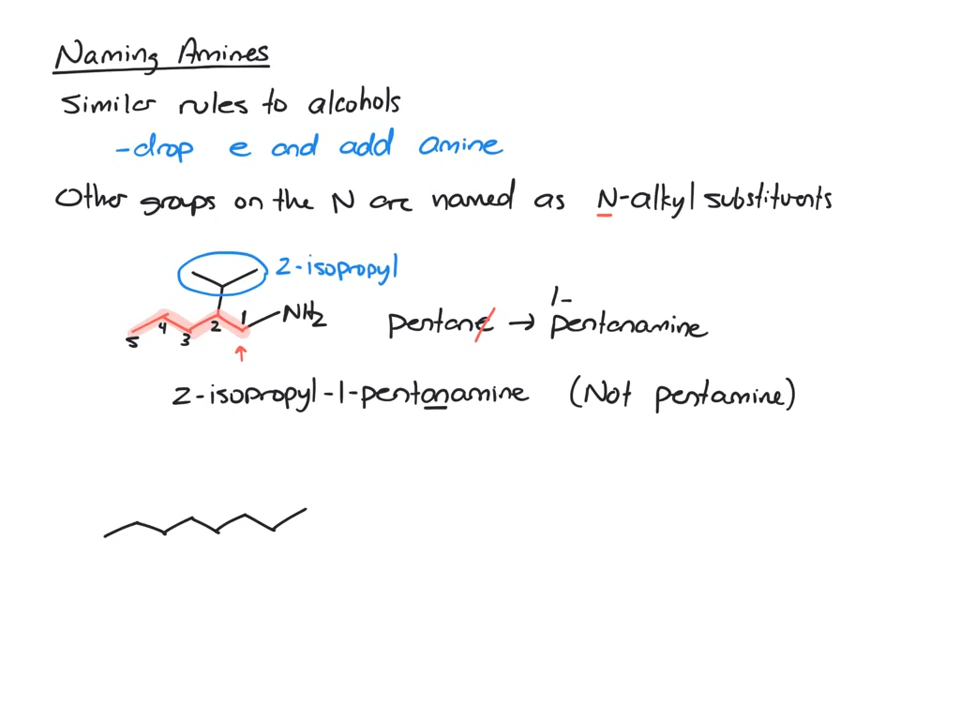 Naming Amines
Similar rules to alcohols
-drop e and add amine
Other groups on the N are named as N-alkyl substituents
2-isopropyl
1 2 3 4 5
NH2
pentane → 1-pentanamine
2-isopropyl-1-pentanamine (Not pentamine)